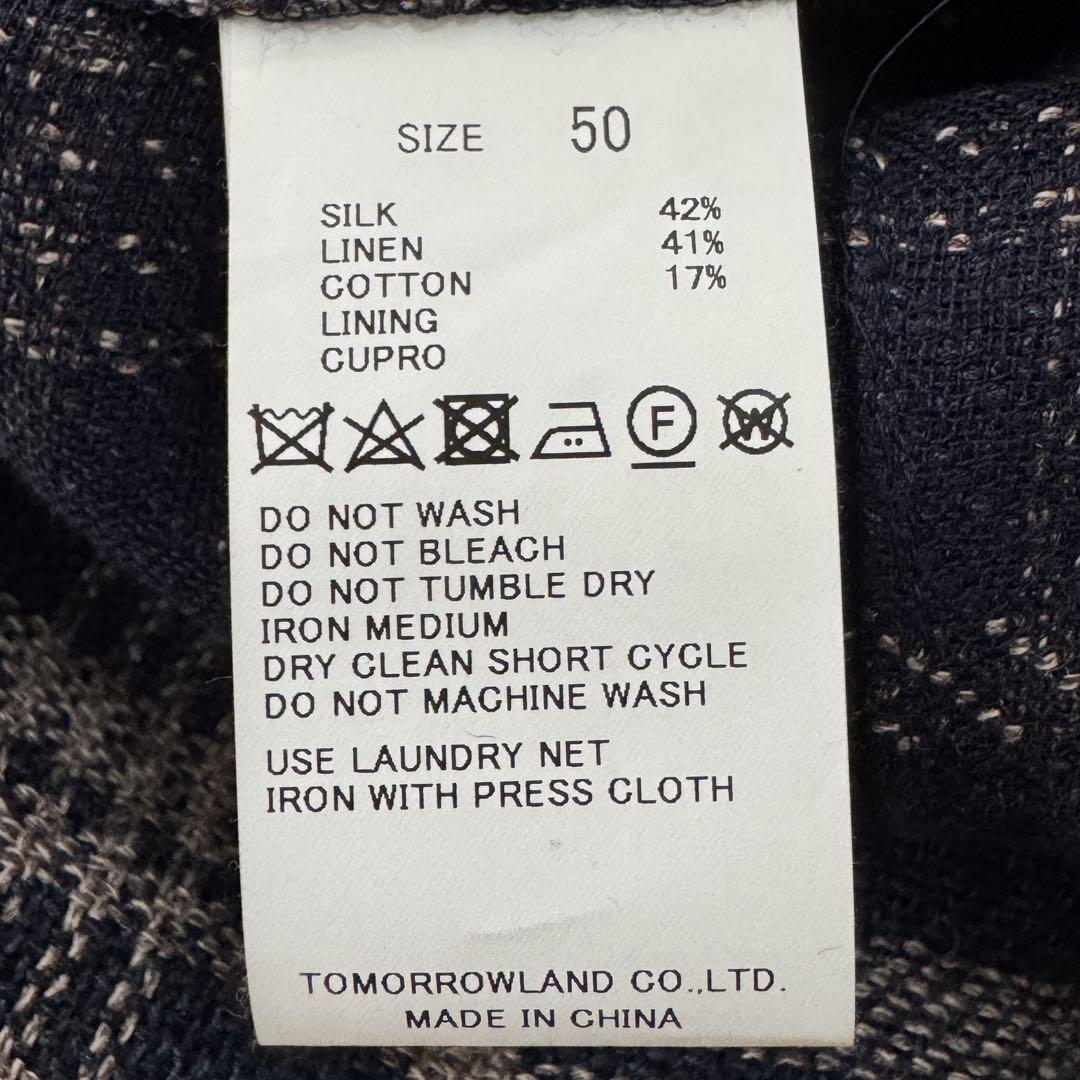 SIZE 50
SILK 42%
LINEN 41%
COTTON 17%
LINING
CUPRO
F W
DO NOT WASH
DO NOT BLEACH
DO NOT TUMBLE DRY
IRON MEDIUM
DRY CLEAN SHORT CYCLE
DO NOT MACHINE WASH
USE LAUNDRY NET
IRON WITH PRESS CLOTH
TOMORROWLAND CO.,LTD.
MADE IN CHINA